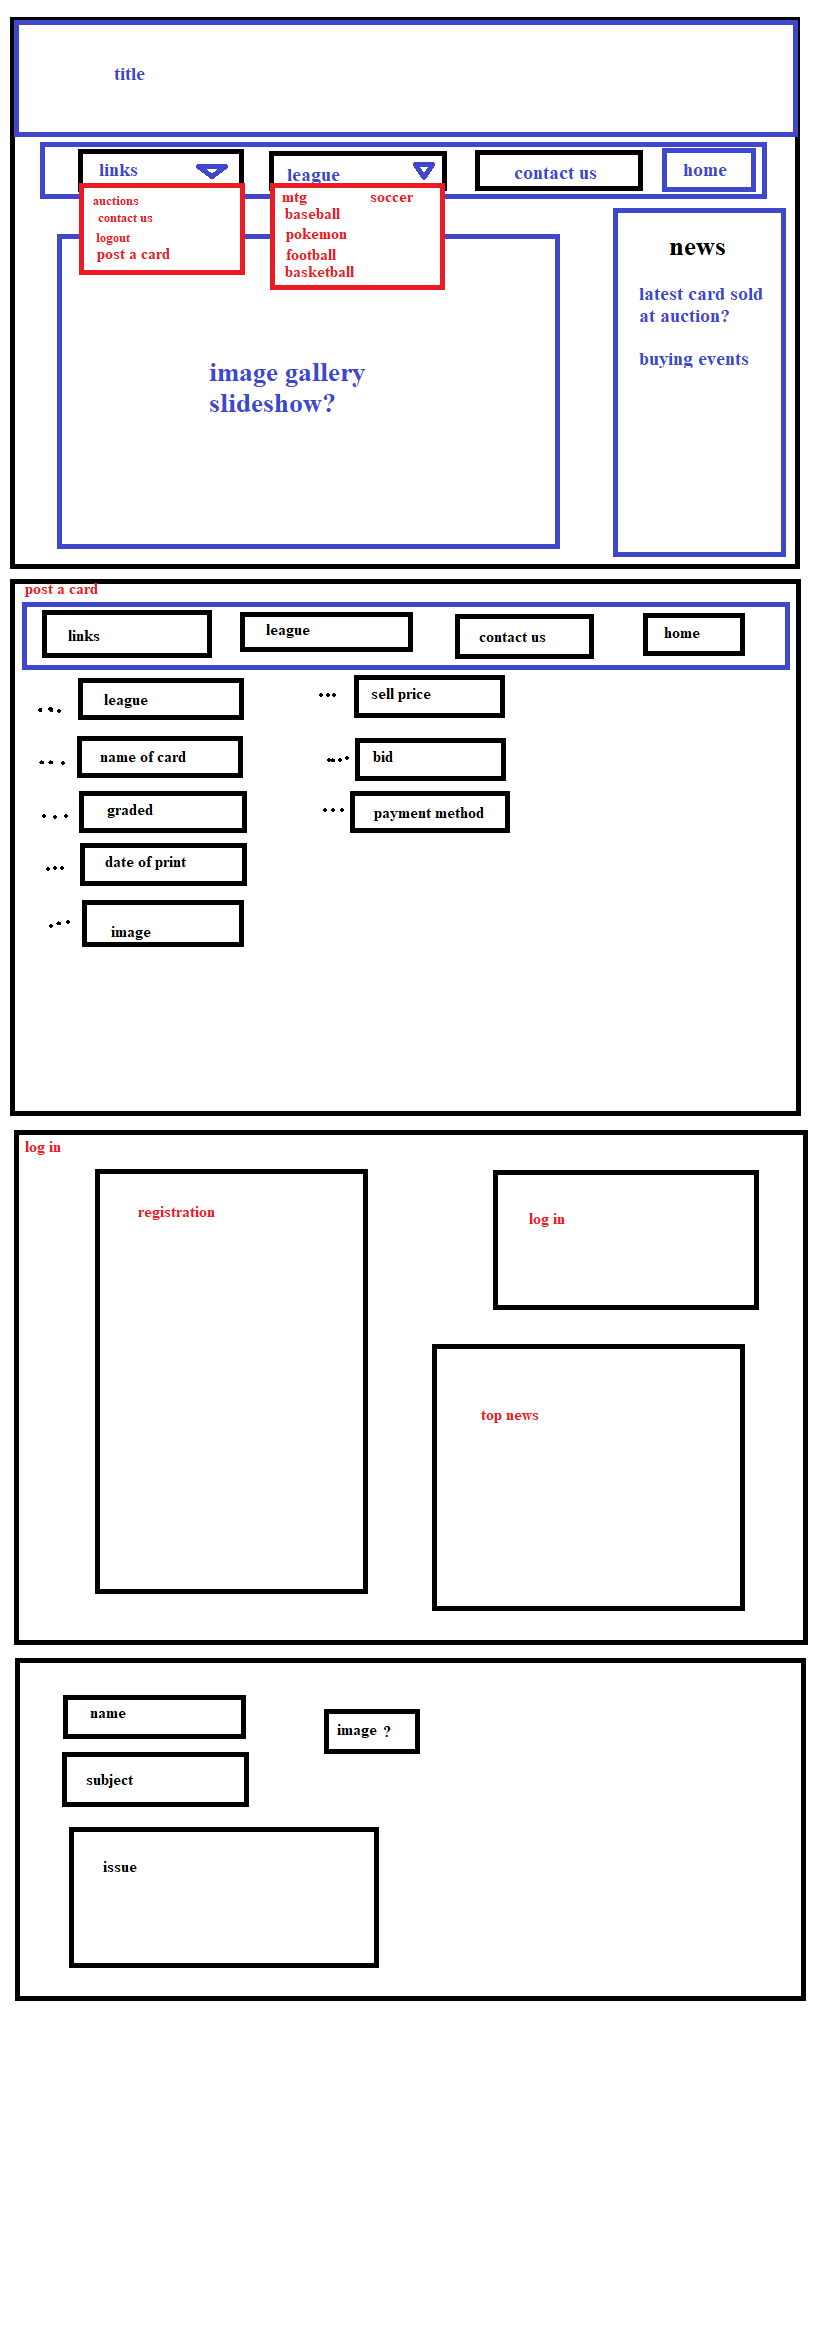 title
links
league
contact us
home
auctions
contact us
logout
post a card
mtg soccer
baseball
pokemon
football
basketball
news
latest card sold
at auction?
buying events
image gallery
slideshow?
post a card
links
league
contact us
home
league
sell price
name of card
bid
graded
payment method
date of print
image
log in
registration
log in
top news
name
image ?
subject
issue